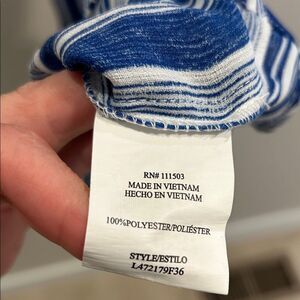 RN# 111503
MADE IN VIETNAM
HECHO EN VIETNAM
100%POLYESTER/POLIÉSTER
STYLE/ESTILO
L472179F36